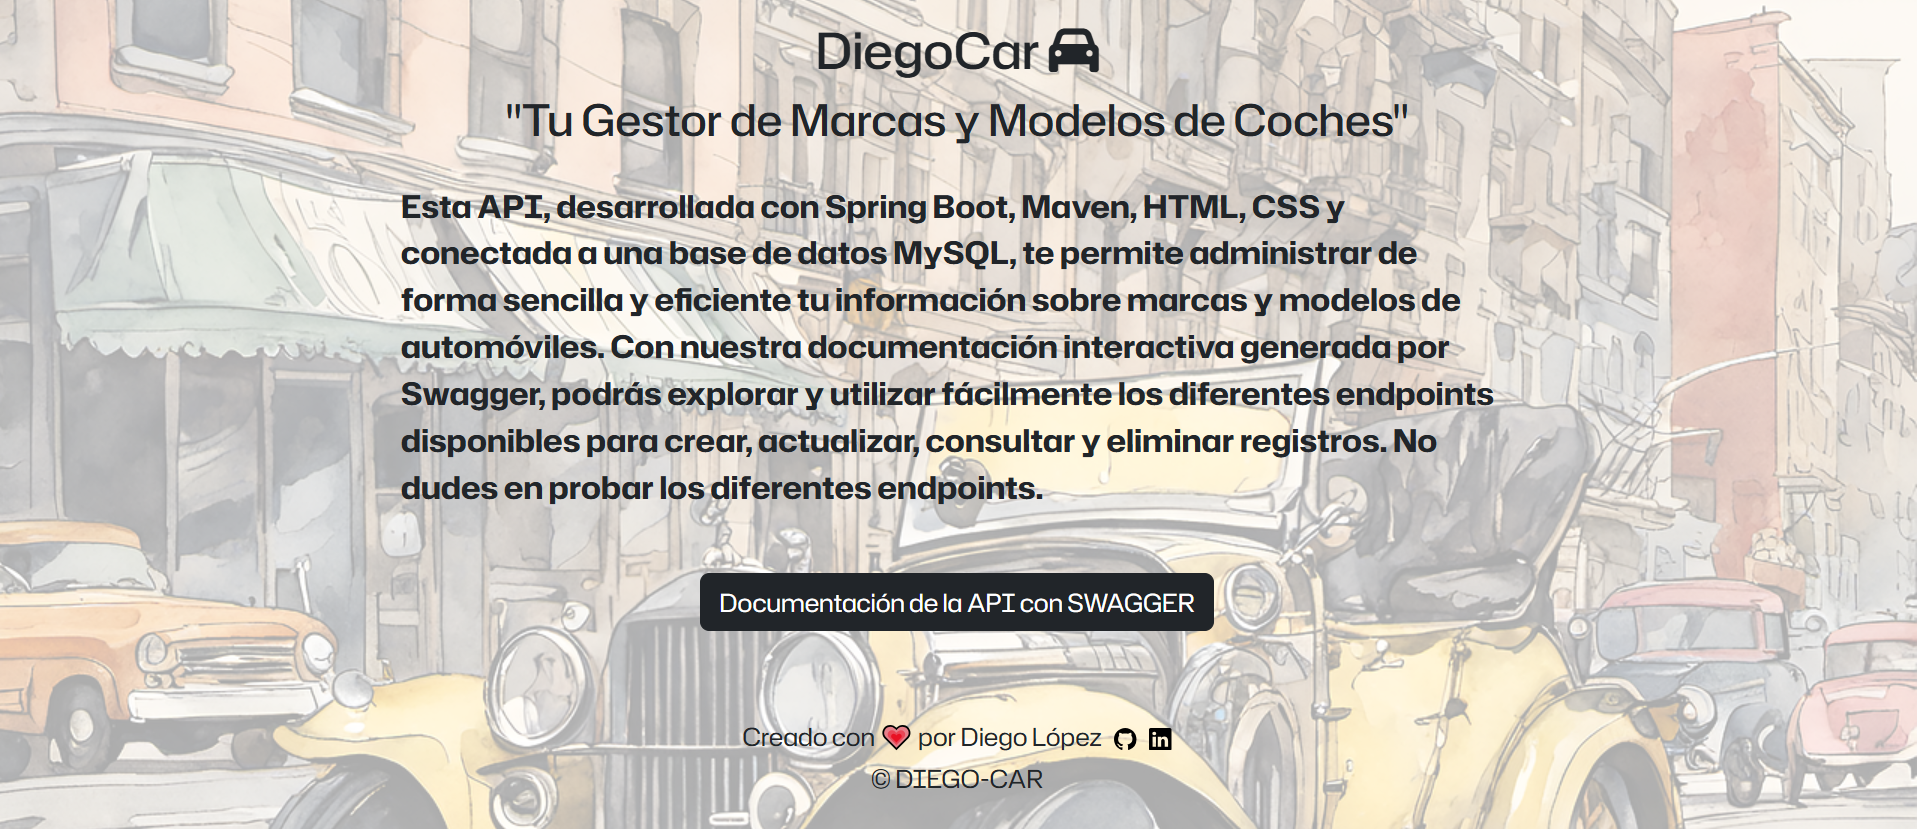 DiegoCar
"Tu Gestor de Marcas y Modelos de Coches"
Esta API, desarrollada con Spring Boot, Maven, HTML, CSS y
conectada a una base de datos MySQL, te permite administrar de
forma sencilla y eficiente tu información sobre marcas y modelos de
automóviles. Con nuestra documentación interactiva generada por
Swagger, podrás explorar y utilizar fácilmente los diferentes endpoints
disponibles para crear, actualizar, consultar y eliminar registros. No
dudes en probar los diferentes endpoints.
Documentación de la API con SWAGGER
Creado con ❤️ por Diego López in
© DIEGO-CAR